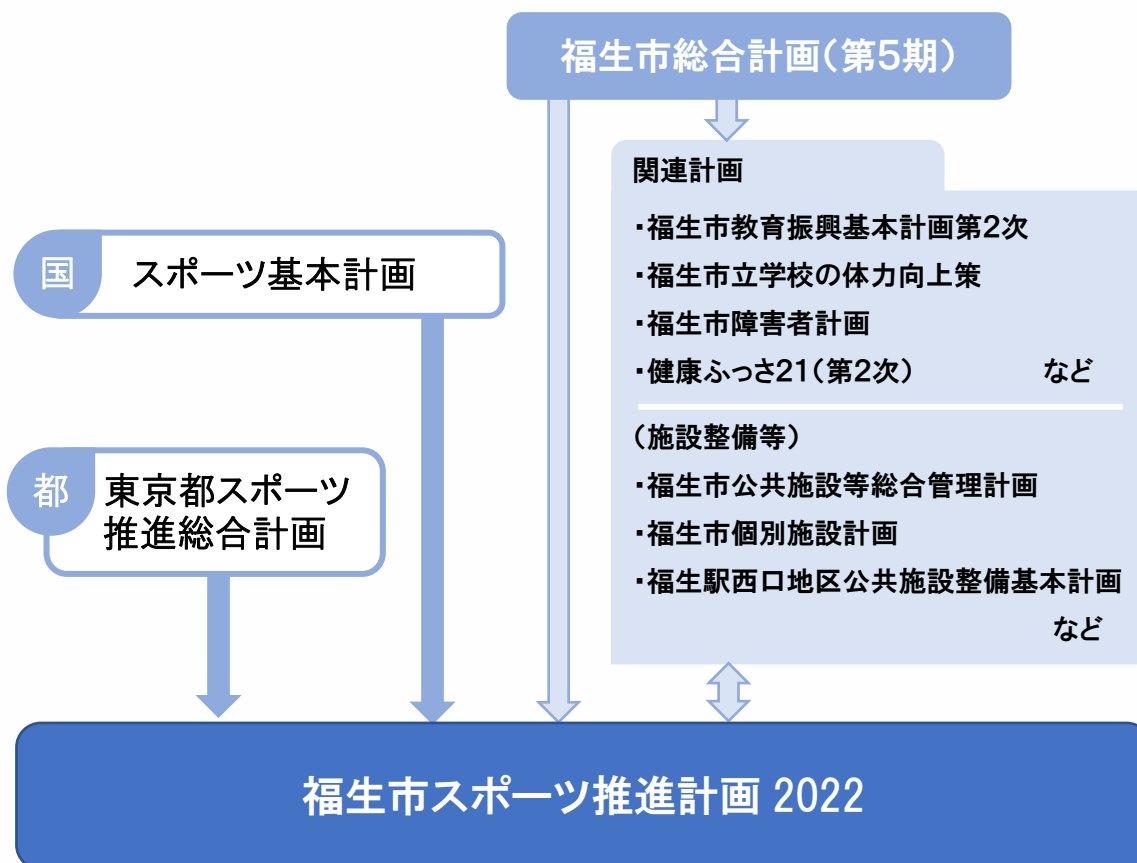 福生市総合計画（第5期）
関連計画
・福生市教育振興基本計画第2次
・福生市立学校の体力向上策
・福生市障害者計画
・健康ふっさ21（第2次）　など
（施設整備等）
・福生市公共施設等総合管理計画
・福生市個別施設計画
・福生駅西口地区公共施設整備基本計画
など
国　スポーツ基本計画
都　東京都スポーツ
推進総合計画
福生市スポーツ推進計画 2022